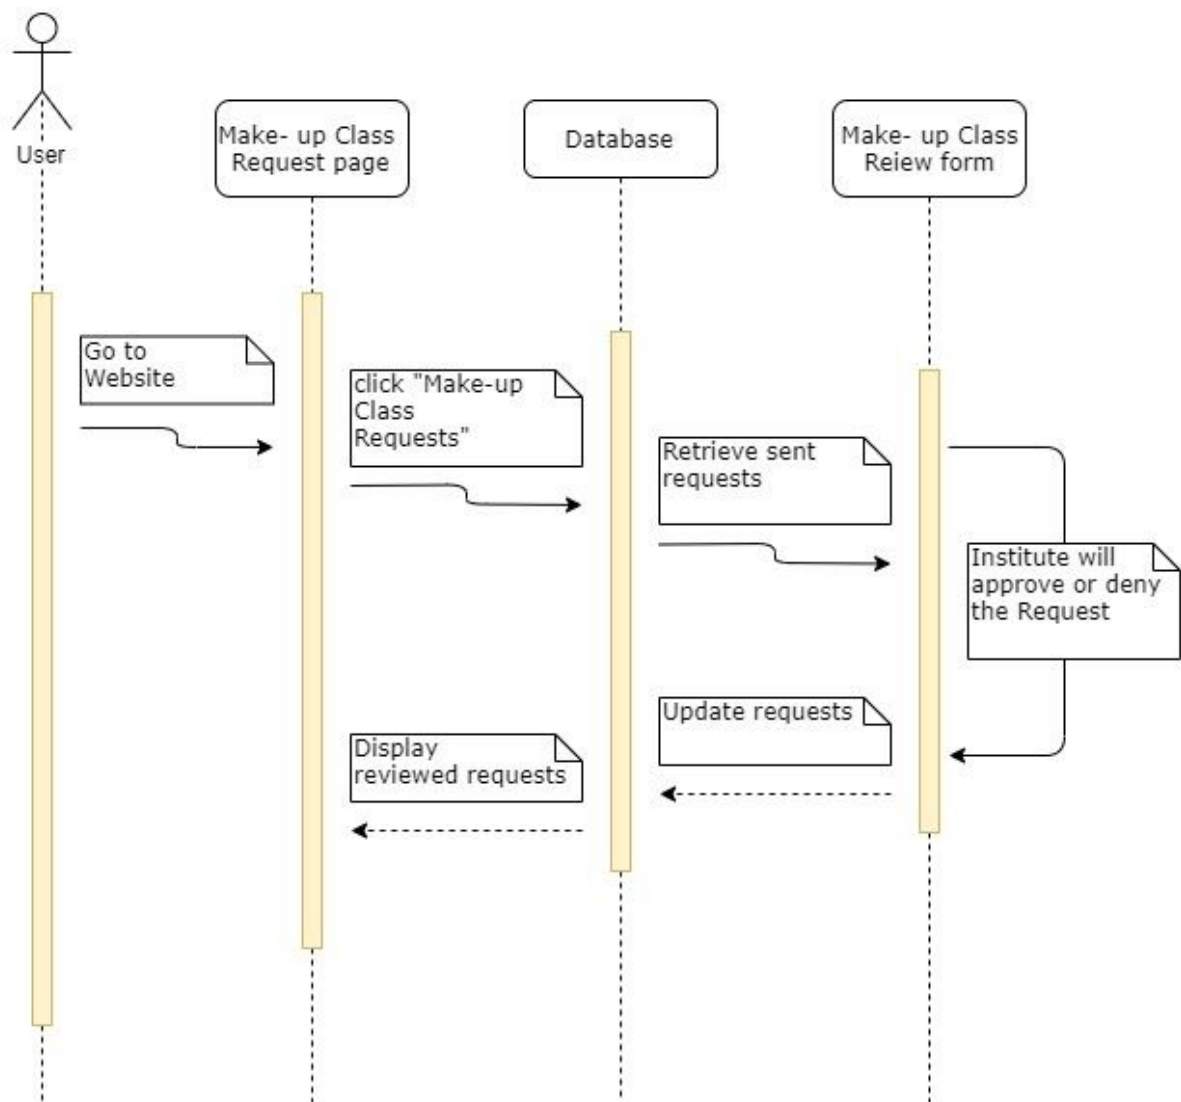 User
Make- up Class
Request page
Database
Make- up Class
Reiew form
Go to
Website
click "Make-up
Class
Requests"
Retrieve sent
requests
Institute will
approve or deny
the Request
Update requests
Display
reviewed requests